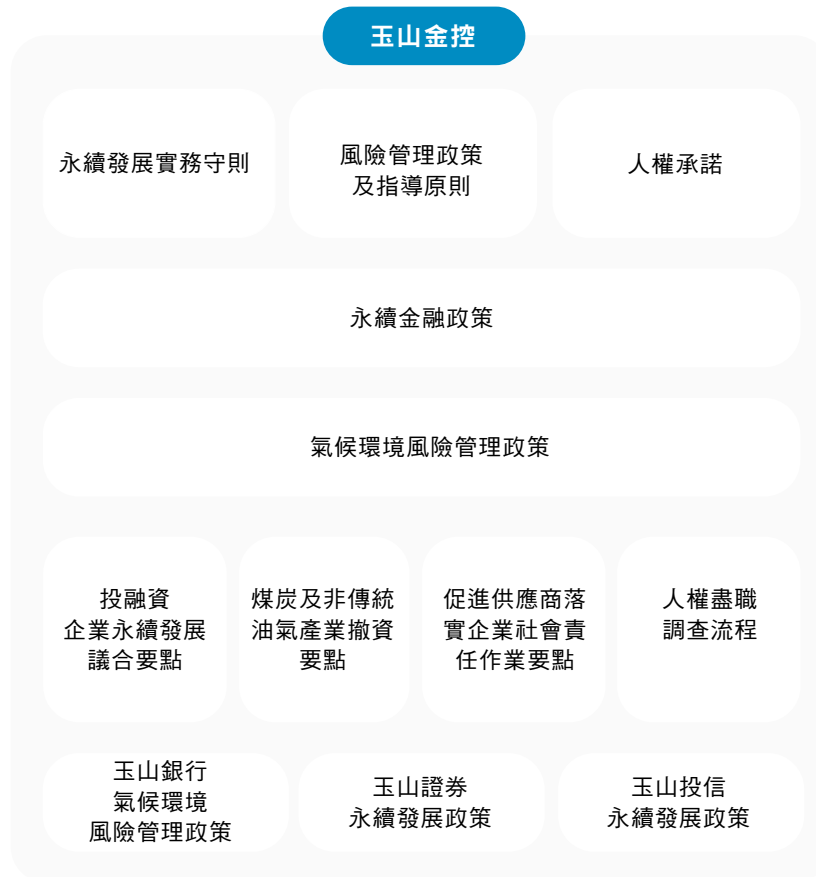 玉山金控
永續發展實務守則
風險管理政策
及指導原則
人權承諾
永續金融政策
氣候環境風險管理政策
投融資
企業永續發展
議合要點
煤炭及非傳統
油氣產業撤資
要點
促進供應商落
實企業社會責
任作業要點
人權盡職
調查流程
玉山銀行
氣候環境
風險管理政策
玉山證券
永續發展政策
玉山投信
永續發展政策